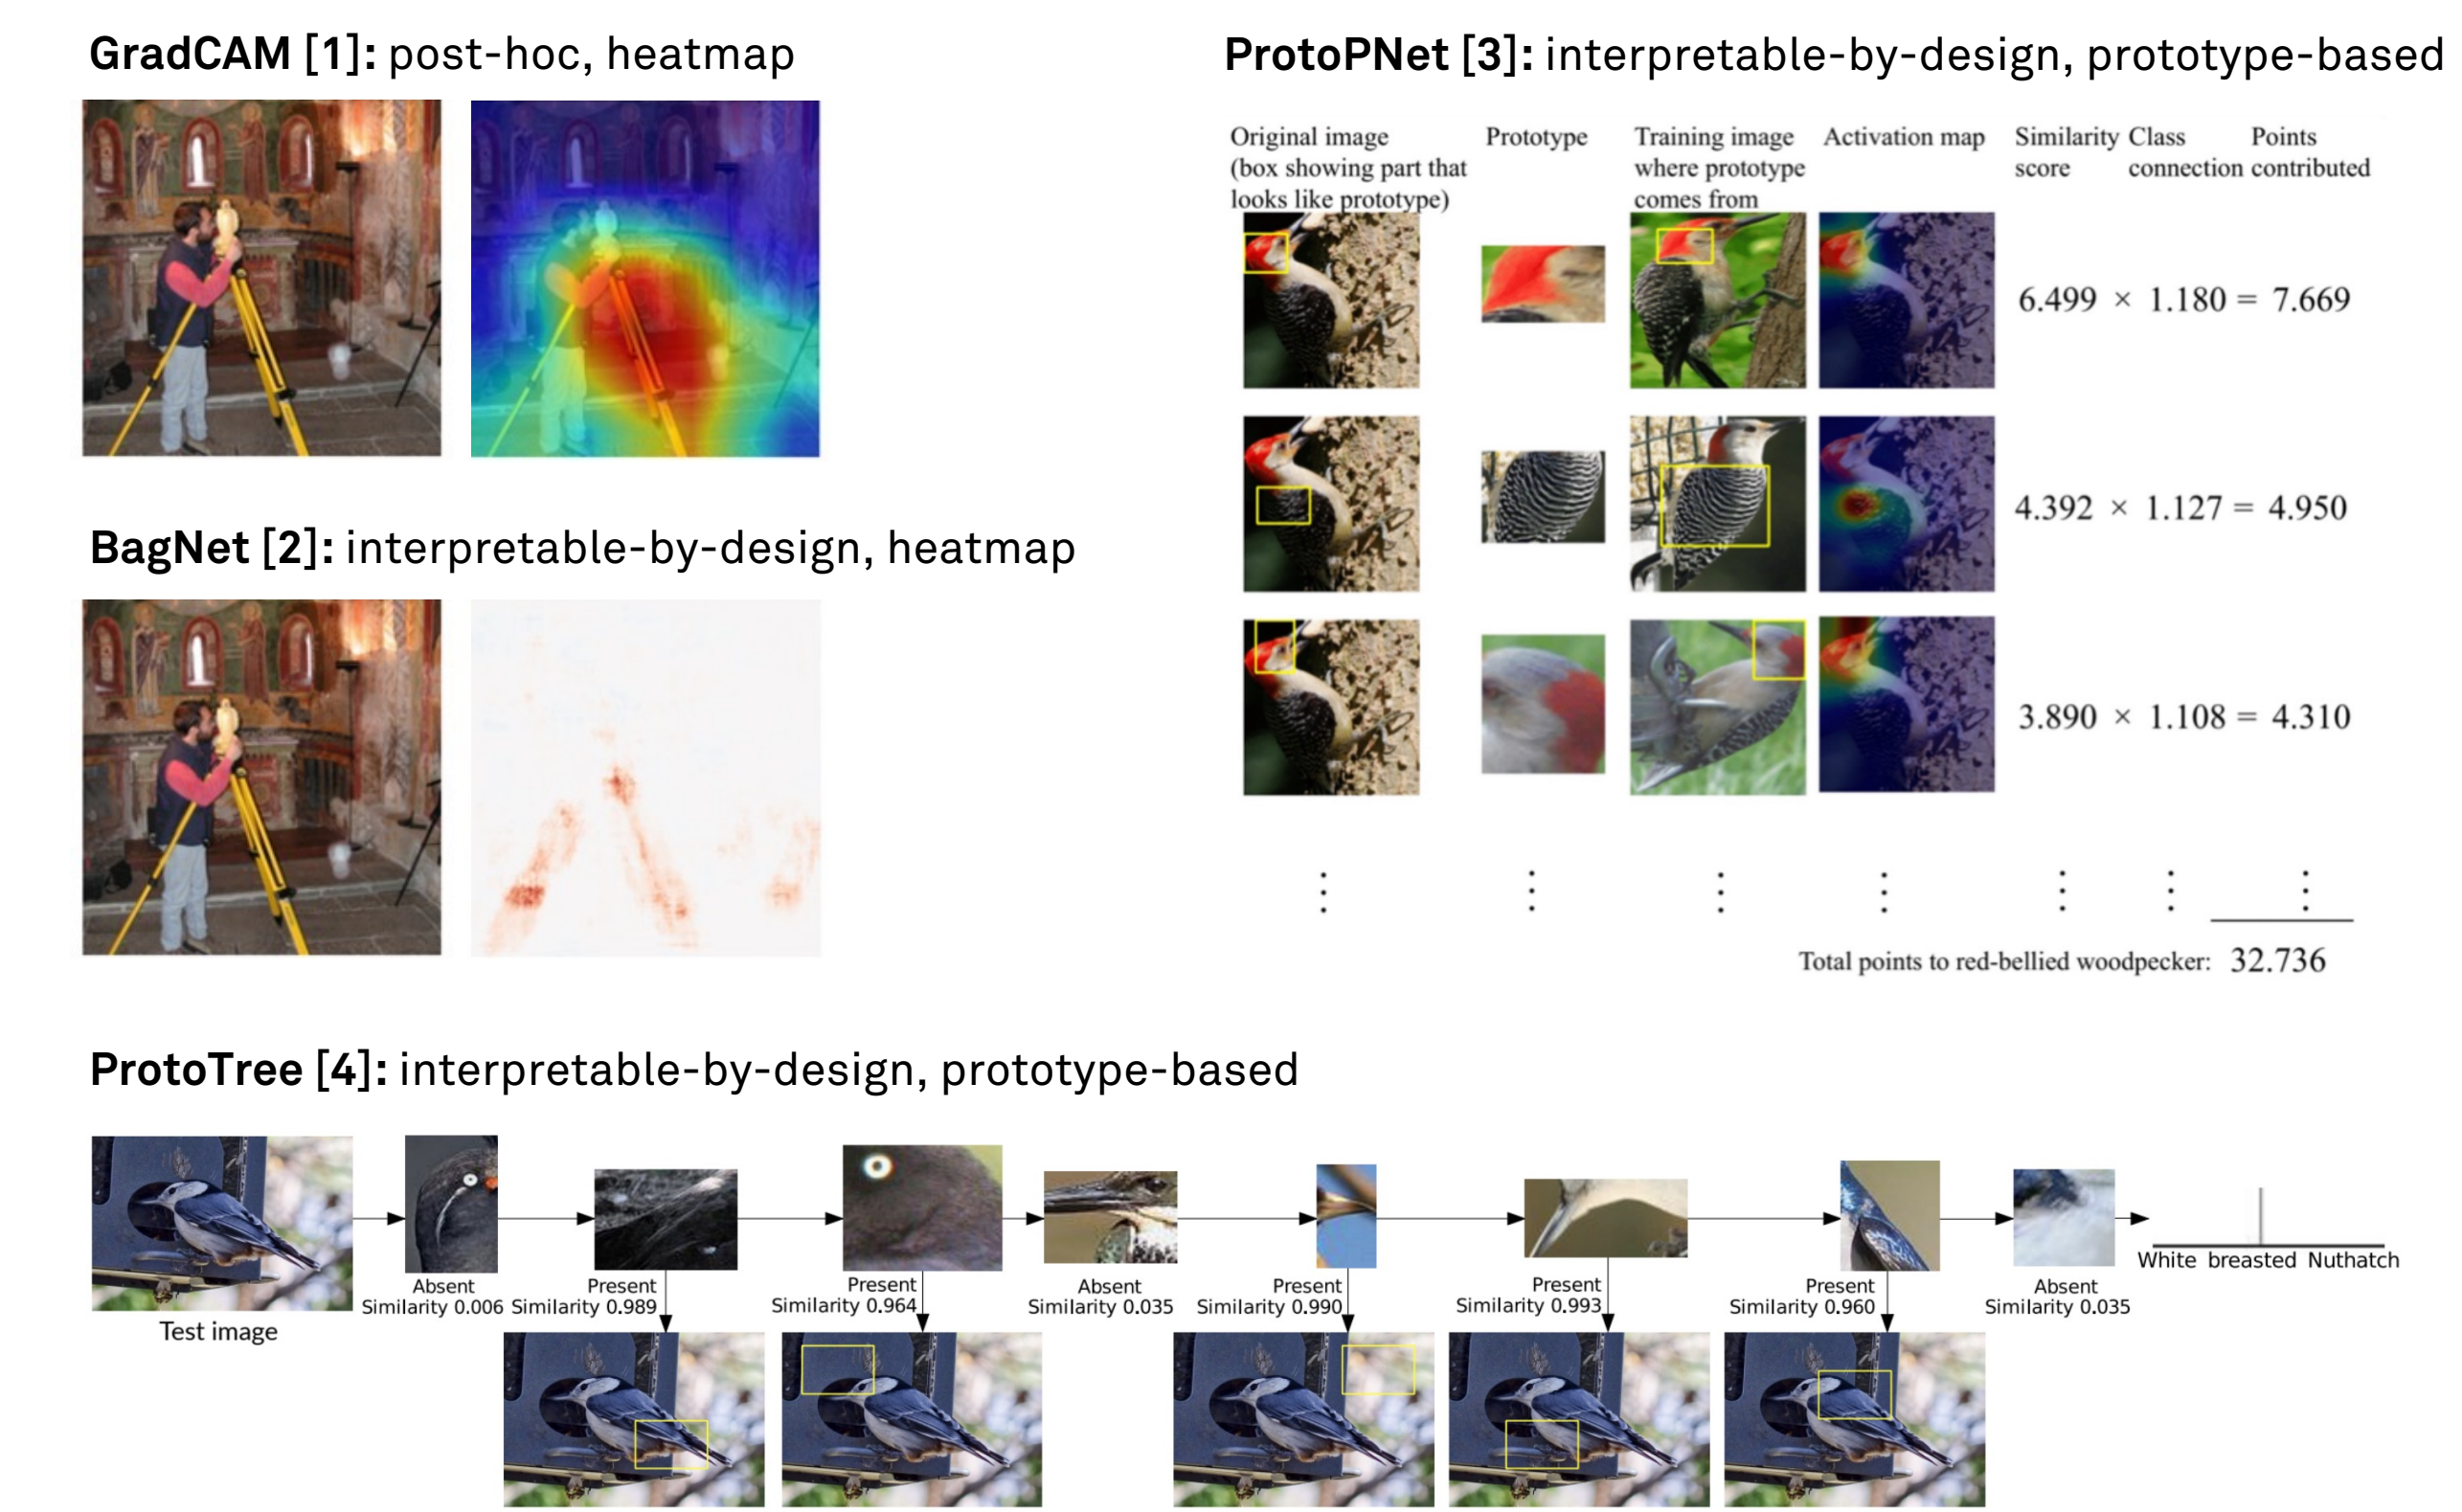 GradCAM [1]: post-hoc, heatmap
BagNet [2]: interpretable-by-design, heatmap
ProtoPNet [3]: interpretable-by-design, prototype-based
Original image
(box showing part that
looks like prototype)
Prototype
Training image
where prototype
comes from
Activation map
Similarity
score
Class
connection
Points
contributed
6.499 × 1.180 = 7.669
4.392 × 1.127 = 4.950
3.890 × 1.108 = 4.310
Total points to red-bellied woodpecker: 32.736
ProtoTree [4]: interpretable-by-design, prototype-based
Test image
Absent
Similarity 0.006
Present
Similarity 0.989
Present
Similarity 0.964
Absent
Similarity 0.035
Present
Similarity 0.990
Present
Similarity 0.993
Present
Similarity 0.960
Absent
Similarity 0.035
White breasted Nuthatch